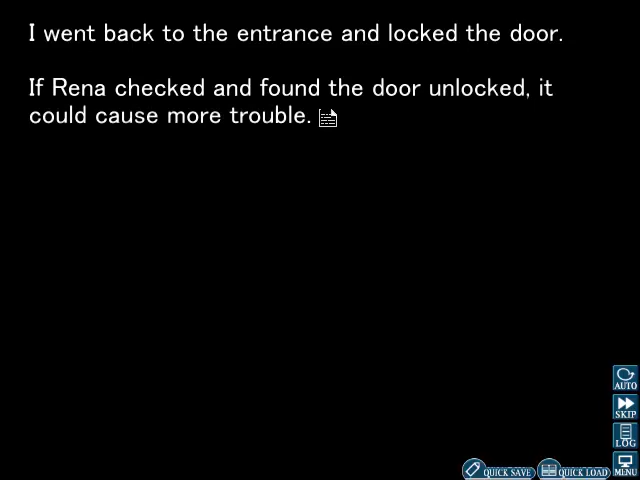 I went back to the entrance and locked the door.
If Rena checked and found the door unlocked, it
could cause more trouble.
AUTO
SKIP
LOG
QUICK SAVE
QUICK LOAD
MENU